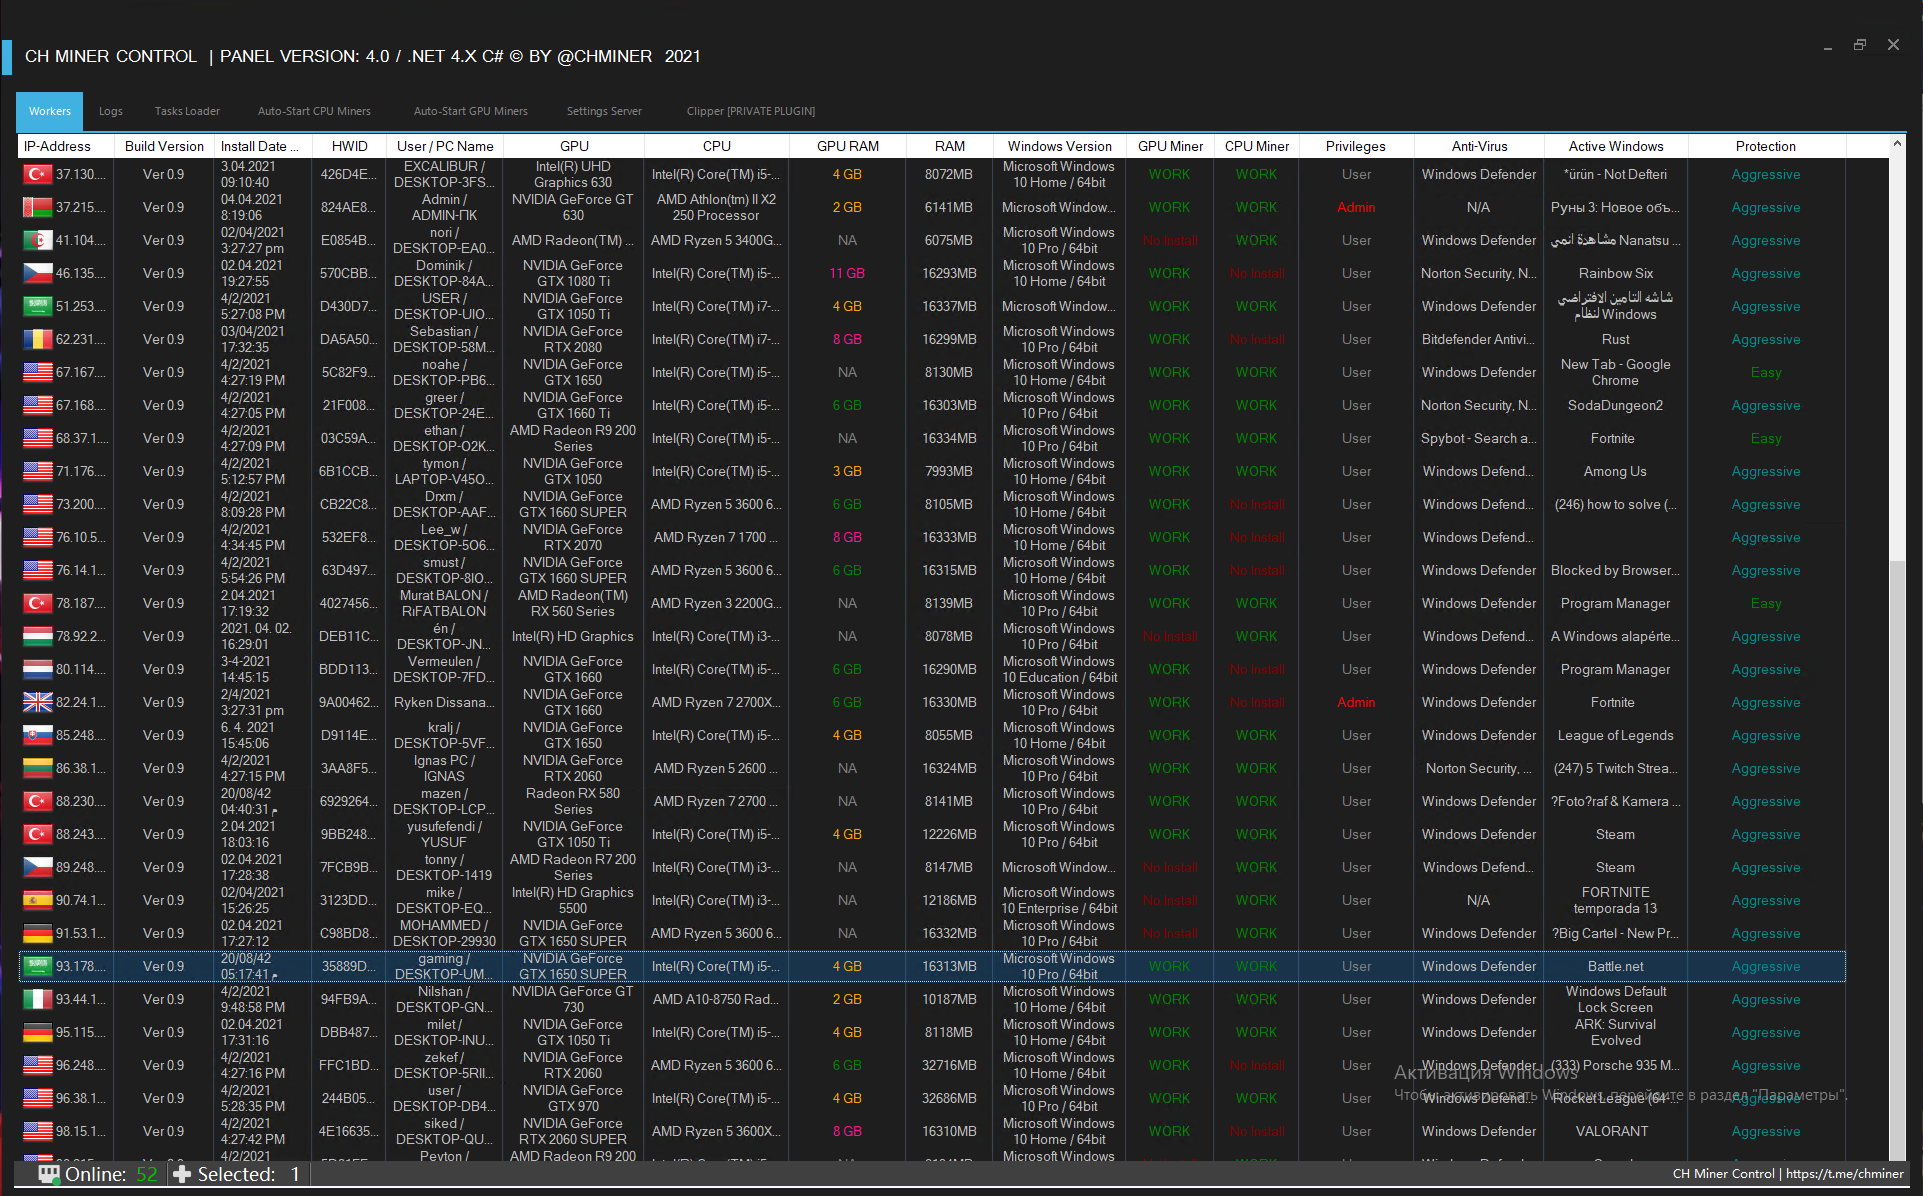 CH MINER CONTROL | PANEL VERSION: 4.0 / .NET 4.X C# © BY @CHMINER 2021
Workers Logs Tasks Loader Auto-Start CPU Miners Auto-Start GPU Miners Settings Server Clipper [PRIVATE PLUGIN]
IP-Address Build Version Install Date ... HWID User / PC Name GPU CPU GPU RAM RAM Windows Version GPU Miner CPU Miner Privileges Anti-Virus Active Windows Protection
37.130.... Ver 0.9 3.04.2021 09:10:40 426D4E... EXCALIBUR / DESKTOP-3FS... Intel(R) UHD Graphics 630 Intel(R) Core(TM) i5-... 4 GB 8072MB Microsoft Windows 10 Home / 64bit WORK WORK User Windows Defender *ürün - Not Defteri Aggressive
37.215.... Ver 0.9 04.04.2021 8:19:06 824AE8... Admin / ADMIN-ПК NVIDIA GeForce GT 630 AMD Athlon(tm) II X2 250 Processor 2 GB 6141MB Microsoft Window... WORK WORK Admin N/A Руны 3: Новое объ... Aggressive
41.104.... Ver 0.9 02/04/2021 3:27:27 pm E0854B... nori / DESKTOP-EA0... AMD Radeon(TM) ... AMD Ryzen 5 3400G... NA 6075MB Microsoft Windows 10 Pro / 64bit No Install WORK User Windows Defender مشاهدة انمي Nanatsu ... Aggressive
46.135.... Ver 0.9 02.04.2021 19:27:55 570CBB... Dominik / DESKTOP-84A... NVIDIA GeForce GTX 1080 Ti Intel(R) Core(TM) i5-... 11 GB 16293MB Microsoft Windows 10 Home / 64bit WORK No Install User Norton Security, N... Rainbow Six Aggressive
51.253.... Ver 0.9 4/2/2021 5:27:08 PM D430D7... USER / DESKTOP-UIO... NVIDIA GeForce GTX 1050 Ti Intel(R) Core(TM) i7-... 4 GB 16337MB Microsoft Window... WORK WORK User Windows Defender شاشه التامين الافتراضي لنظام Windows Aggressive
62.231.... Ver 0.9 03/04/2021 17:32:35 DA5A50... Sebastian / DESKTOP-58M... NVIDIA GeForce RTX 2080 Intel(R) Core(TM) i7-... 8 GB 16299MB Microsoft Windows 10 Pro / 64bit WORK No Install User Bitdefender Antivi... Rust Aggressive
67.167.... Ver 0.9 4/2/2021 4:27:19 PM 5C82F9... noahe / DESKTOP-PB6... NVIDIA GeForce GTX 1650 Intel(R) Core(TM) i5-... NA 8130MB Microsoft Windows 10 Home / 64bit WORK WORK User Windows Defender New Tab - Google Chrome Easy
67.168.... Ver 0.9 4/2/2021 4:27:05 PM 21F008... greer / DESKTOP-24E... NVIDIA GeForce GTX 1660 Ti Intel(R) Core(TM) i5-... 6 GB 16303MB Microsoft Windows 10 Pro / 64bit WORK WORK User Norton Security, N... SodaDungeon2 Aggressive
68.37.1... Ver 0.9 4/2/2021 4:27:09 PM 03C59A... ethan / DESKTOP-O2K... AMD Radeon R9 200 Series Intel(R) Core(TM) i5-... NA 16334MB Microsoft Windows 10 Pro / 64bit WORK WORK User Spybot - Search a... Fortnite Easy
71.176.... Ver 0.9 4/2/2021 5:12:57 PM 6B1CCB... tymon / LAPTOP-V45O... NVIDIA GeForce GTX 1050 Intel(R) Core(TM) i5-... 3 GB 7993MB Microsoft Windows 10 Home / 64bit WORK WORK User Windows Defend... Among Us Aggressive
73.200.... Ver 0.9 4/2/2021 8:09:28 PM CB22C8... Drxm / DESKTOP-AAF... NVIDIA GeForce GTX 1660 SUPER AMD Ryzen 5 3600 6... 6 GB 8105MB Microsoft Windows 10 Home / 64bit WORK No Install User Windows Defend... (246) how to solve (... Aggressive
76.10.5... Ver 0.9 4/2/2021 4:34:45 PM 532EF8... Lee_w / DESKTOP-5O6... NVIDIA GeForce RTX 2070 AMD Ryzen 7 1700 ... 8 GB 16333MB Microsoft Windows 10 Home / 64bit WORK No Install User Windows Defend... Aggressive
76.14.1... Ver 0.9 4/2/2021 5:54:26 PM 63D497... smust / DESKTOP-8IO... NVIDIA GeForce GTX 1660 SUPER AMD Ryzen 5 3600 6... 6 GB 16315MB Microsoft Windows 10 Home / 64bit WORK No Install User Windows Defender Blocked by Browser... Aggressive
78.187.... Ver 0.9 2.04.2021 17:19:32 4027456... Murat BALON / RıFATBALON AMD Radeon(TM) RX 560 Series AMD Ryzen 3 2200G... NA 8139MB Microsoft Windows 10 Pro / 64bit WORK WORK User Windows Defender Program Manager Easy
78.92.2... Ver 0.9 2021. 04. 02. 16:29:01 DEB11C... én / DESKTOP-JN... Intel(R) HD Graphics Intel(R) Core(TM) i3-... NA 8078MB Microsoft Windows 10 Pro / 64bit No Install WORK User Windows Defend... A Windows alapérte... Aggressive
80.114.... Ver 0.9 3-4-2021 14:45:15 BDD113... Vermeulen / DESKTOP-7FD... NVIDIA GeForce GTX 1660 Intel(R) Core(TM) i5-... 6 GB 16290MB Microsoft Windows 10 Education / 64bit WORK WORK User Windows Defender Program Manager Aggressive
82.24.1... Ver 0.9 2/4/2021 3:27:31 pm 9A00462... Ryken Dissana... NVIDIA GeForce GTX 1660 AMD Ryzen 7 2700X... 6 GB 16330MB Microsoft Windows 10 Pro / 64bit WORK No Install Admin Windows Defender Fortnite Aggressive
85.248.... Ver 0.9 6. 4. 2021 15:45:06 D9114E... kralj / DESKTOP-5VF... NVIDIA GeForce GTX 1650 Intel(R) Core(TM) i5-... 4 GB 8055MB Microsoft Windows 10 Home / 64bit WORK WORK User Windows Defender League of Legends Aggressive
86.38.1... Ver 0.9 4/2/2021 4:27:15 PM 3AA8F5... Ignas PC / IGNAS NVIDIA GeForce RTX 2060 AMD Ryzen 5 2600 ... NA 16324MB Microsoft Windows 10 Pro / 64bit WORK WORK User Norton Security, ... (247) 5 Twitch Strea... Aggressive
88.230.... Ver 0.9 20/08/42 04:40:31 م 6929264... mazen / DESKTOP-LCP... Radeon RX 580 Series AMD Ryzen 7 2700 ... NA 8141MB Microsoft Windows 10 Pro / 64bit WORK WORK User Windows Defender ?Foto?raf & Kamera ... Aggressive
88.243.... Ver 0.9 2.04.2021 18:03:16 9BB248... yusufefendi / YUSUF NVIDIA GeForce GTX 1050 Ti Intel(R) Core(TM) i5-... 4 GB 12226MB Microsoft Windows 10 Pro / 64bit WORK WORK User Windows Defender Steam Aggressive
89.248.... Ver 0.9 02.04.2021 17:28:38 7FCB9B... tonny / DESKTOP-1419 AMD Radeon R7 200 Series Intel(R) Core(TM) i3-... NA 8147MB Microsoft Window... No Install WORK User Windows Defend... Steam Aggressive
90.74.1... Ver 0.9 02/04/2021 15:26:25 3123DD... mike / DESKTOP-EQ... Intel(R) HD Graphics 5500 Intel(R) Core(TM) i3-... NA 12186MB Microsoft Windows 10 Enterprise / 64bit No Install WORK User N/A FORTNITE temporada 13 Aggressive
91.53.1... Ver 0.9 02.04.2021 17:27:12 C98BD8... MOHAMMED / DESKTOP-29930 NVIDIA GeForce GTX 1650 SUPER AMD Ryzen 5 3600 6... NA 16332MB Microsoft Windows 10 Pro / 64bit No Install WORK User Windows Defender ?Big Cartel - New Pr... Aggressive
93.178.... Ver 0.9 20/08/42 05:17:41 م 35889D... gaming / DESKTOP-UM... NVIDIA GeForce GTX 1650 SUPER Intel(R) Core(TM) i5-... 4 GB 16313MB Microsoft Windows 10 Pro / 64bit WORK WORK User Windows Defender Battle.net Aggressive
93.44.1... Ver 0.9 4/2/2021 9:48:58 PM 94FB9A... Nilshan / DESKTOP-GN... NVIDIA GeForce GT 730 AMD A10-8750 Rad... 2 GB 10187MB Microsoft Windows 10 Home / 64bit WORK WORK User Windows Defender Windows Default Lock Screen Aggressive
95.115.... Ver 0.9 02.04.2021 17:31:16 DBB487... milet / DESKTOP-INU... NVIDIA GeForce GTX 1050 Ti Intel(R) Core(TM) i5-... 4 GB 8118MB Microsoft Windows 10 Home / 64bit WORK WORK User Windows Defender ARK: Survival Evolved Aggressive
96.248.... Ver 0.9 4/2/2021 4:27:16 PM FFC1BD... zekef / DESKTOP-5RII... NVIDIA GeForce RTX 2060 AMD Ryzen 5 3600 6... 6 GB 32716MB Microsoft Windows 10 Home / 64bit WORK No Install User Windows Defender (333) Porsche 935 M... Aggressive
96.38.1... Ver 0.9 4/2/2021 5:28:35 PM 244B05... user / DESKTOP-DB4... NVIDIA GeForce GTX 970 Intel(R) Core(TM) i5-... 4 GB 32686MB Microsoft Windows 10 Pro / 64bit WORK WORK User Windows Defend... Rocket League (64-... Aggressive
98.15.1... Ver 0.9 4/2/2021 4:27:42 PM 4E16635... siked / DESKTOP-QU... NVIDIA GeForce RTX 2060 SUPER AMD Ryzen 5 3600X... 8 GB 16310MB Microsoft Windows 10 Home / 64bit WORK No Install User Windows Defender VALORANT Aggressive
4/2/2021 Peyton / AMD Radeon R9 200 Microsoft Windows
Активация Windows
Чтобы активировать Windows, перейдите в раздел "Параметры".
Online: 52 Selected: 1 CH Miner Control | https://t.me/chminer